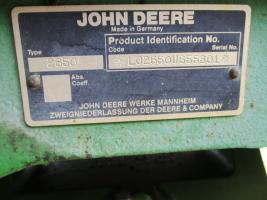 JOHN DEERE
Made in Germany
Product Identification No.
Type
Code
Serial No.
2850
Abs.
Coeff.
JOHN DEERE WERKE MANNHEIM
ZWEIGNIEDERLASSUNG DER DEERE & COMPANY